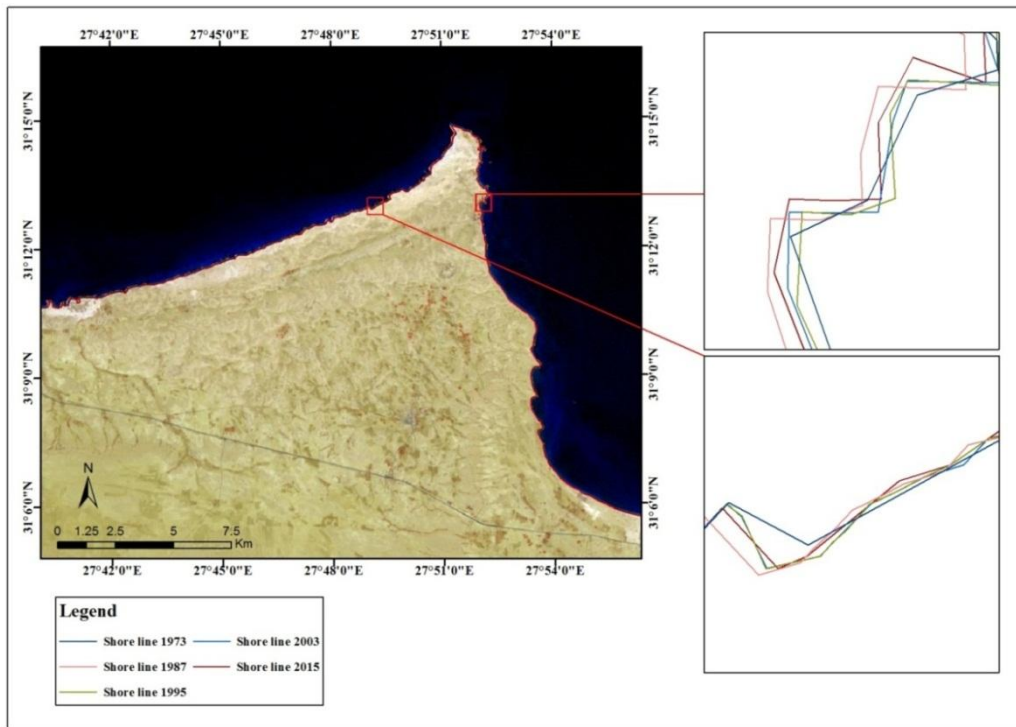 27°42'0"E 27°45'0"E 27°48'0"E 27°51'0"E 27°54'0"E
31°15'0"N 31°15'0"N
31°12'0"N 31°12'0"N
31°9'0"N 31°9'0"N
31°6'0"N 31°6'0"N
N
0 1.25 2.5 5 7.5
Km
27°42'0"E 27°45'0"E 27°48'0"E 27°51'0"E 27°54'0"E
Legend
Shore line 1973 Shore line 2003
Shore line 1987 Shore line 2015
Shore line 1995